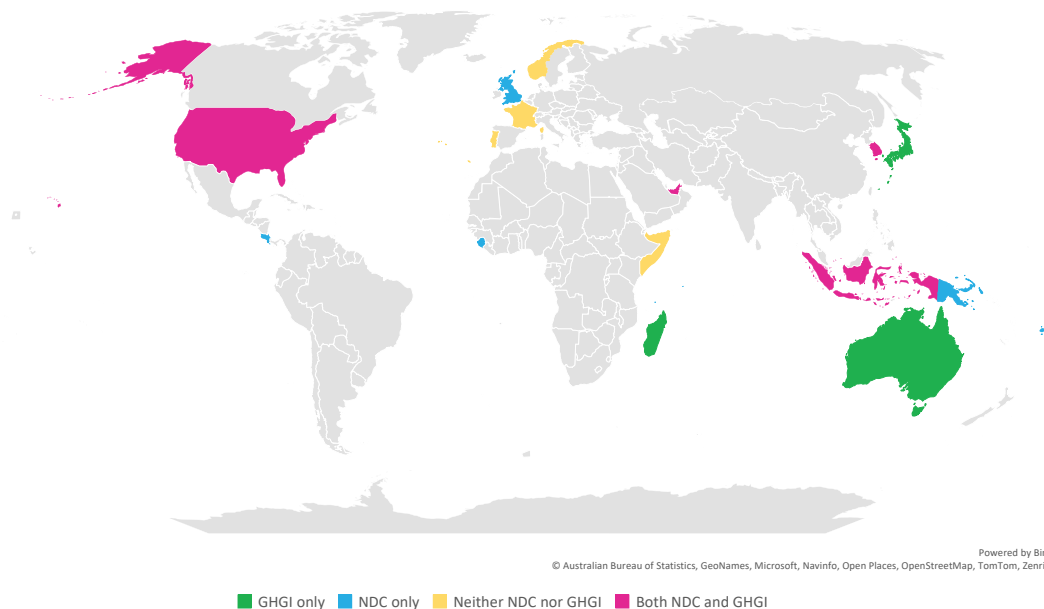 Powered by Bin
© Australian Bureau of Statistics, GeoNames, Microsoft, Navinfo, Open Places, OpenStreetMap, TomTom, Zenri
GHGI only
NDC only
Neither NDC nor GHGI
Both NDC and GHGI